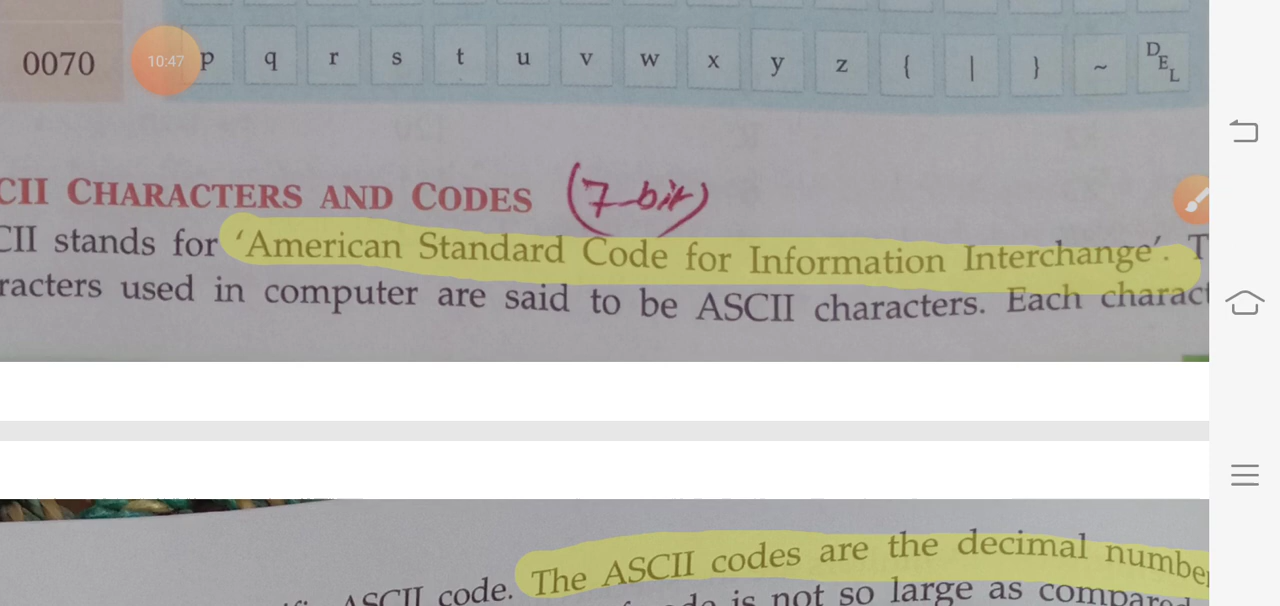 0070 10:47 p q r s t u v w x y z { | } ~ DEL
CII CHARACTERS AND CODES (7-bit)
CII stands for 'American Standard Code for Information Interchange'. T
racters used in computer are said to be ASCII characters. Each charact
ASCII code. The ASCII codes are the decimal number
is not so large as compared